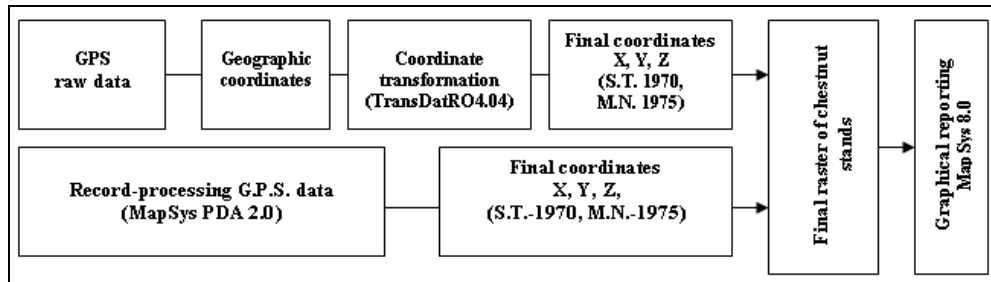 GPS
raw data
Geographic
coordinates
Coordinate
transformation
(TransDatRO4.04)
Final coordinates
X, Y, Z
(S.T. 1970,
M.N. 1975)
Record-processing G.P.S. data
(MapSys PDA 2.0)
Final coordinates
X, Y, Z,
(S.T.-1970, M.N.-1975)
Final raster of chestnut
stands
Graphical reporting
MapSys 8.0